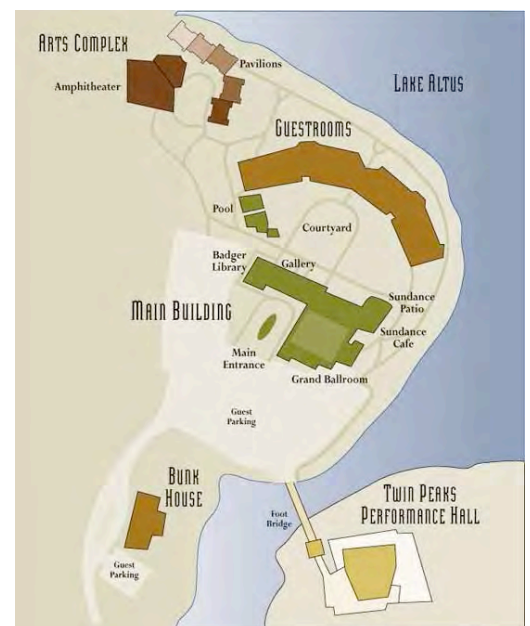 ARTS COMPLEX
Pavilions
Amphitheater
LAKE ALTUS
GUESTROOMS
Pool
Courtyard
Badger
Library
Gallery
MAIN BUILDING
Sundance
Patio
Sundance
Cafe
Main
Entrance
Grand Ballroom
Guest
Parking
BUNK
HOUSE
Foot
Bridge
TWIN PEAKS
PERFORMANCE HALL
Guest
Parking